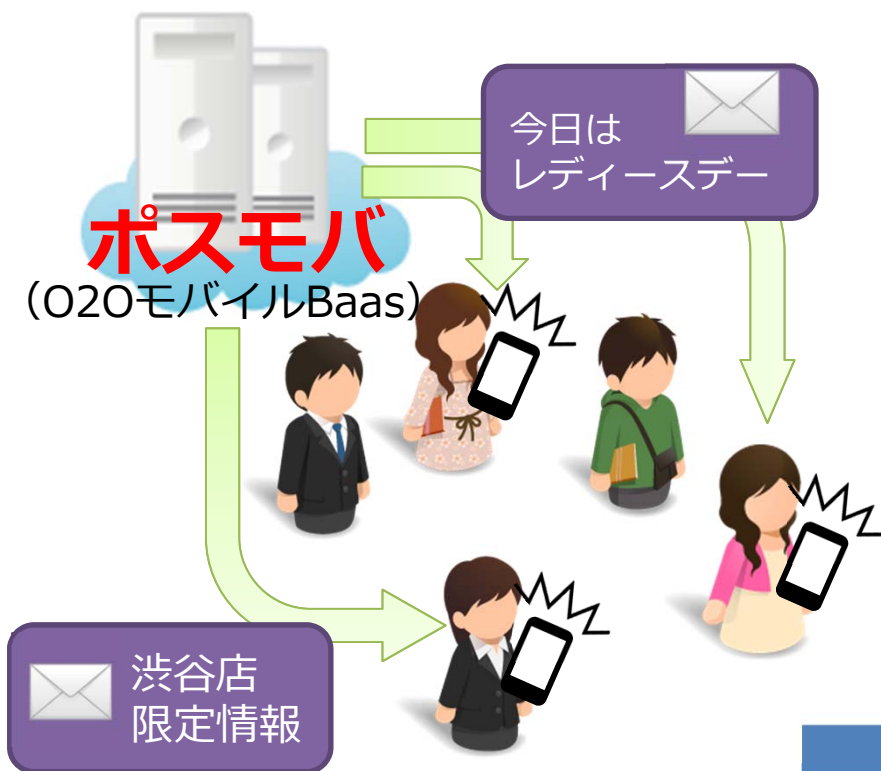 今日は
レディースデー
ポスモバ
（O2OモバイルBaas）
渋谷店
限定情報